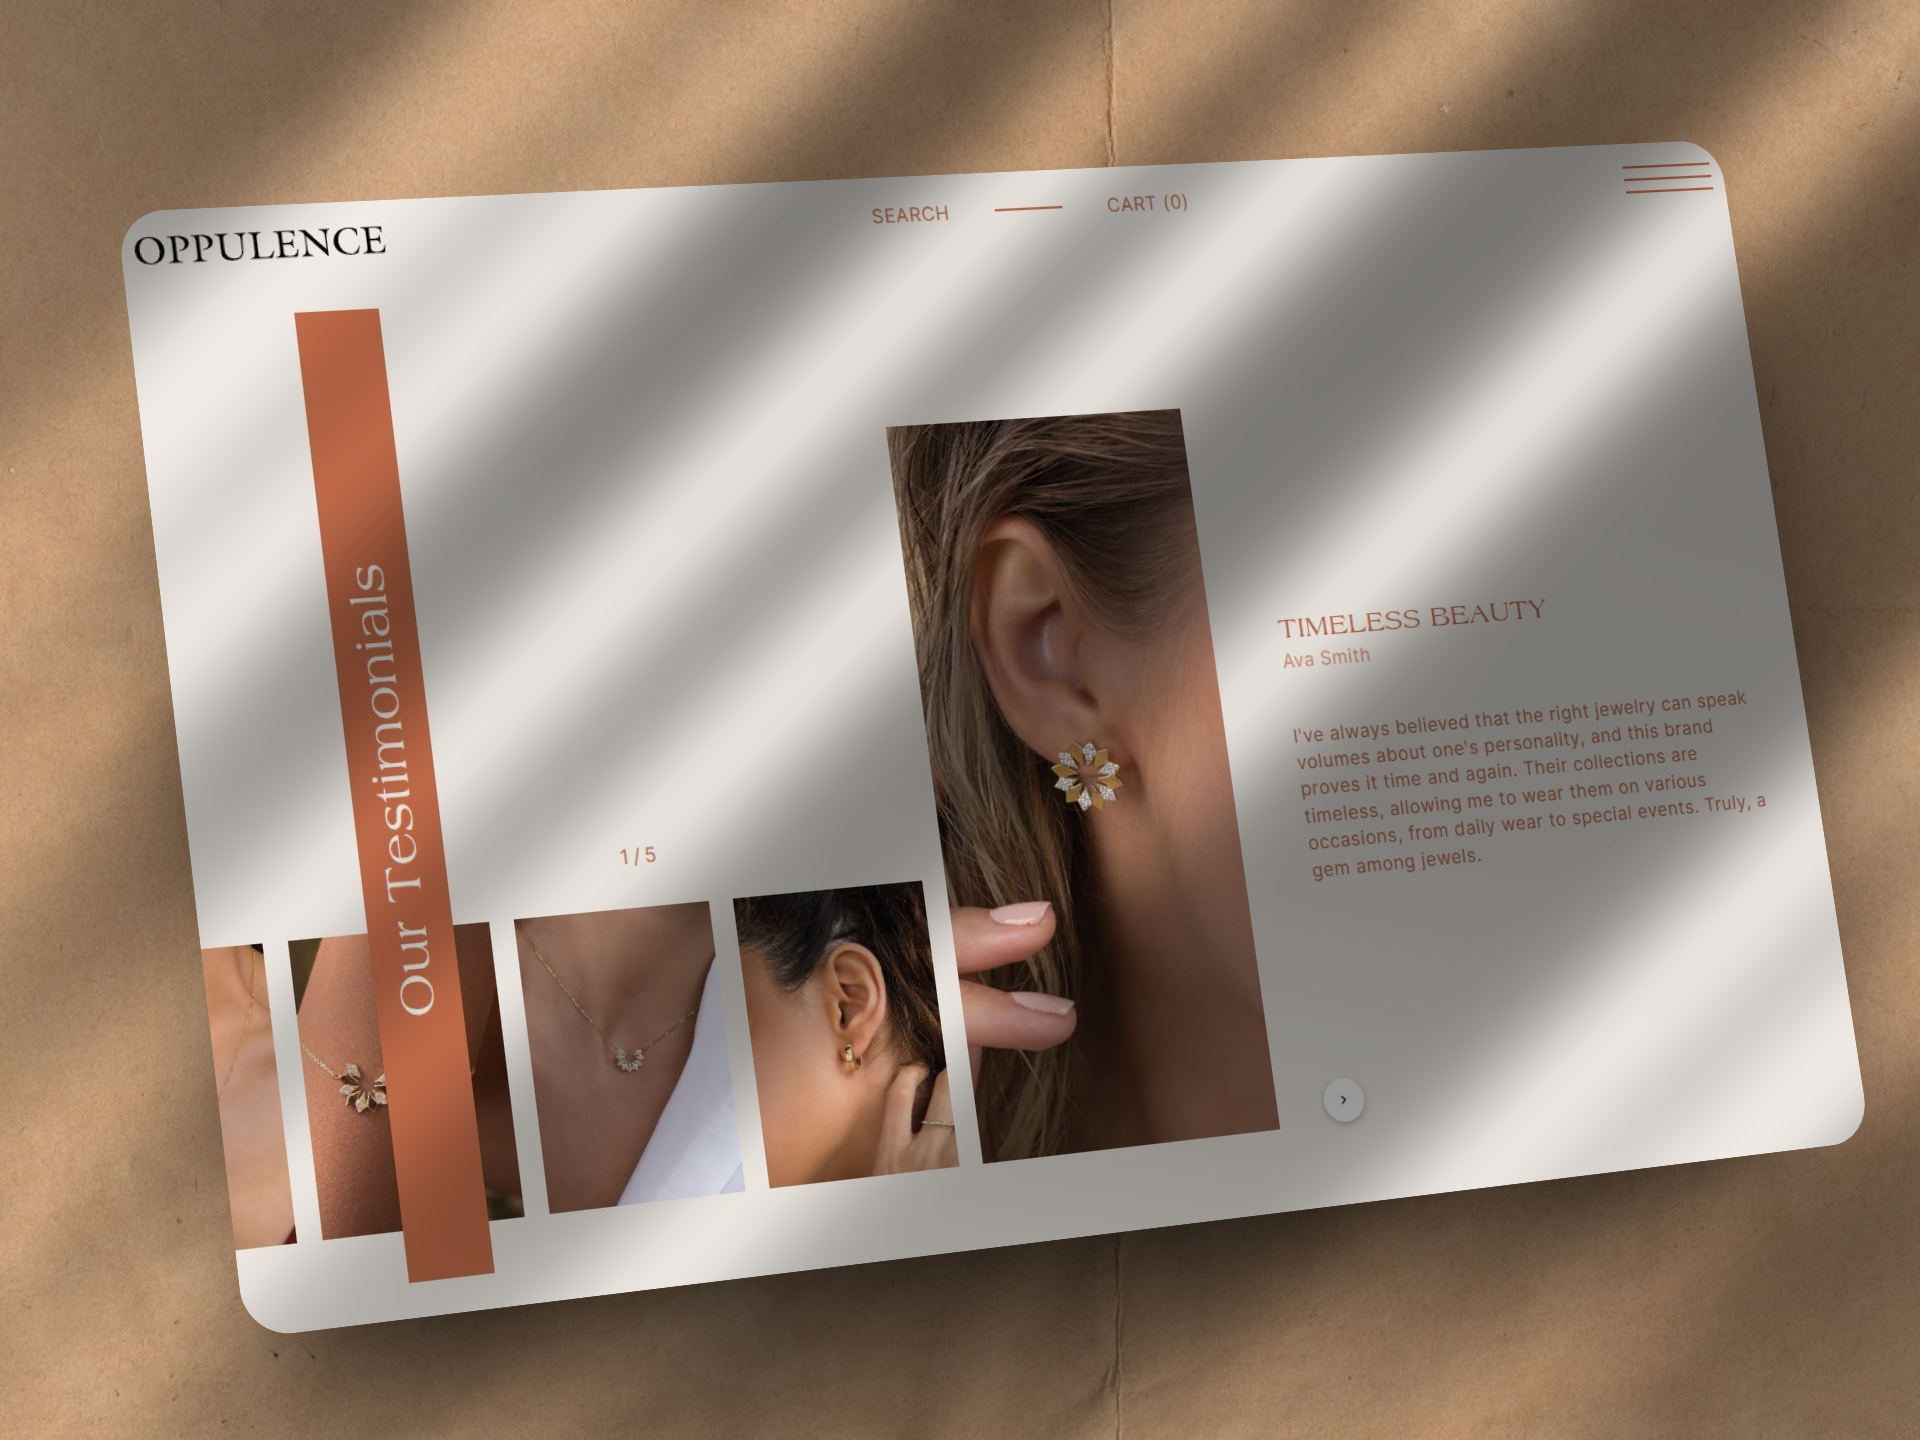 OPPULENCE
SEARCH
CART (0)
Our Testimonials
1 / 5
TIMELESS BEAUTY
Ava Smith
I've always believed that the right jewelry can speak
volumes about one's personality, and this brand
proves it time and again. Their collections are
timeless, allowing me to wear them on various
occasions, from daily wear to special events. Truly, a
gem among jewels.